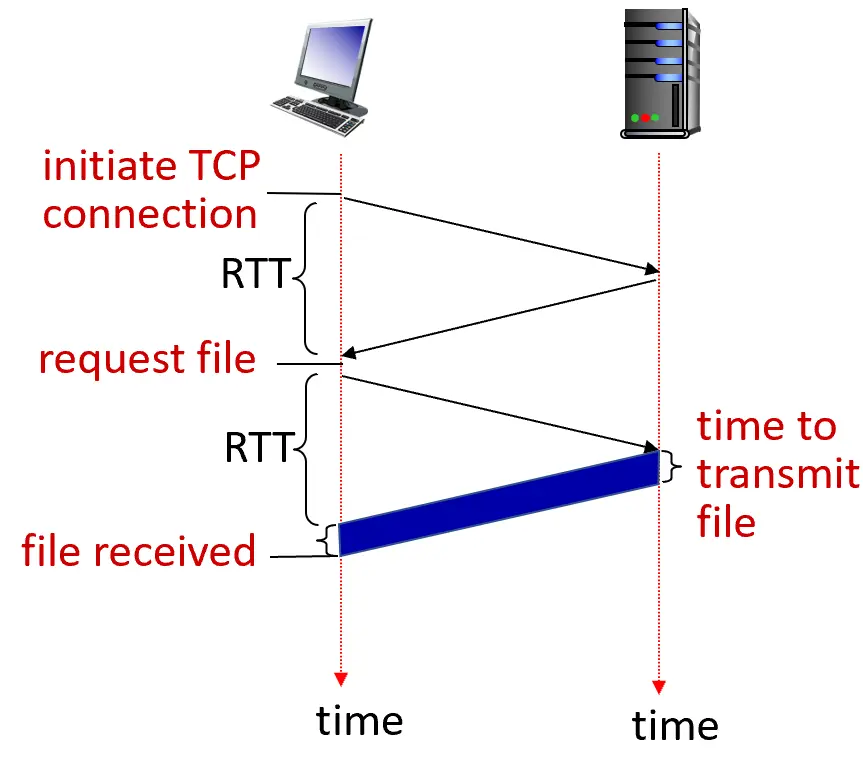 initiate TCP
connection
RTT
request file
RTT
time to
transmit
file
file received
time
time